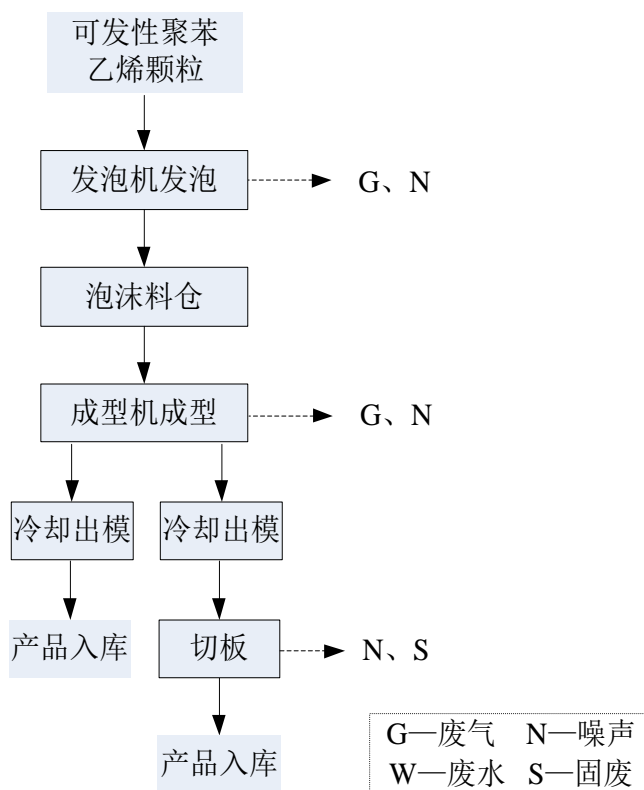 可发性聚苯
乙烯颗粒
发泡机发泡
G、N
泡沫料仓
成型机成型
G、N
冷却出模
冷却出模
产品入库
切板
N、S
产品入库
G—废气 N—噪声
W—废水 S—固废